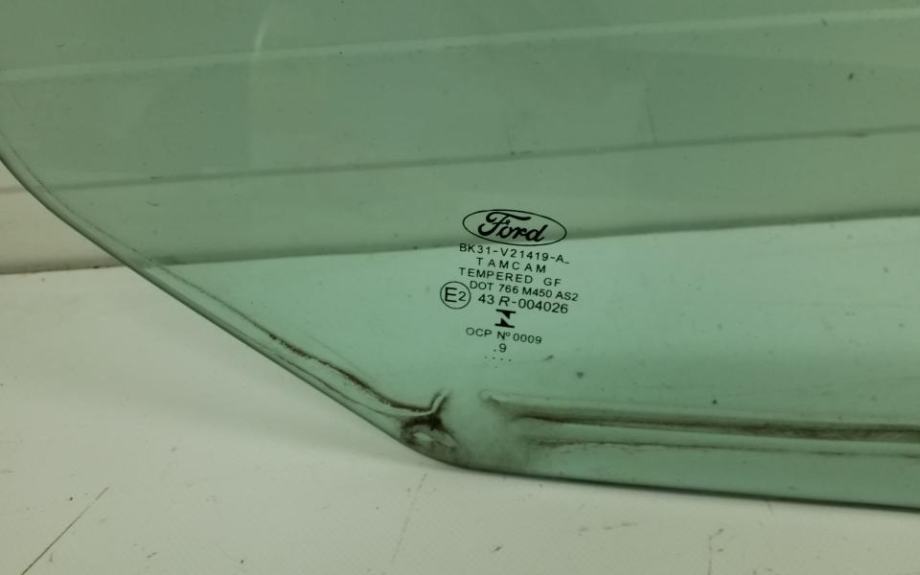 Ford
BK31-V21419-A
TAMCAM
TEMPERED GF
DOT 766 M450 AS2
E2 43 R-004026
OCP Nº 0009
.9
....